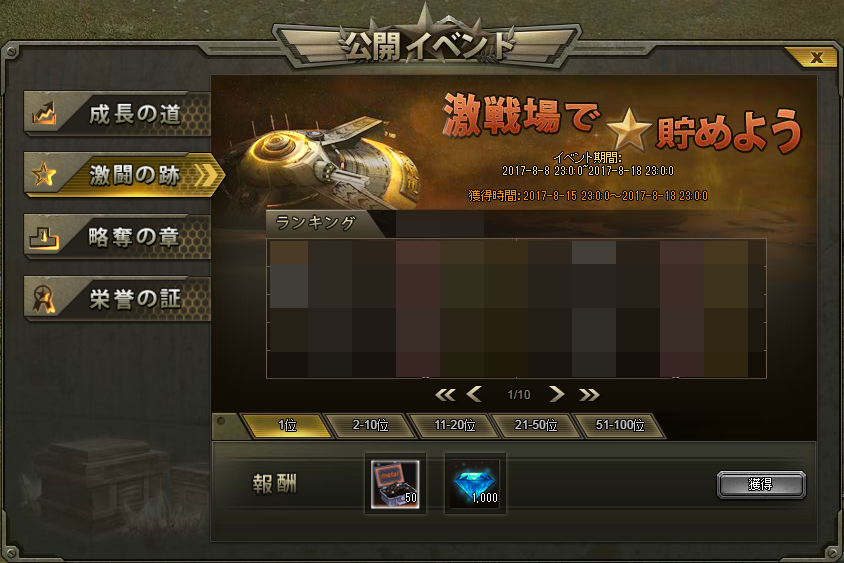 公開イベント
X
成長の道
激闘の跡
略奪の章
栄誉の証
激戦場で★貯めよう
イベント期間:
2017-8-8 23:0:0~2017-8-18 23:0:0
獲得時間: 2017-8-15 23:0:0~2017-8-18 23:0:0
ランキング
1/10
1位
2-10位
11-20位
21-50位
51-100位
報酬
metal
50
1,000
獲得